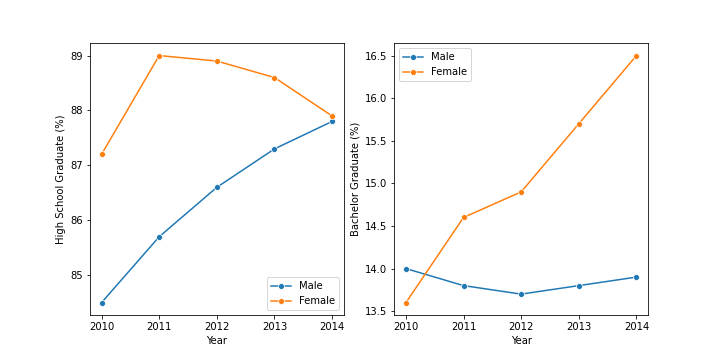 High School Graduate (%)
89
88
87
86
85
2010 2011 2012 2013 2014
Year
Male
Female
Bachelor Graduate (%)
16.5
16.0
15.5
15.0
14.5
14.0
13.5
2010 2011 2012 2013 2014
Year
Male
Female